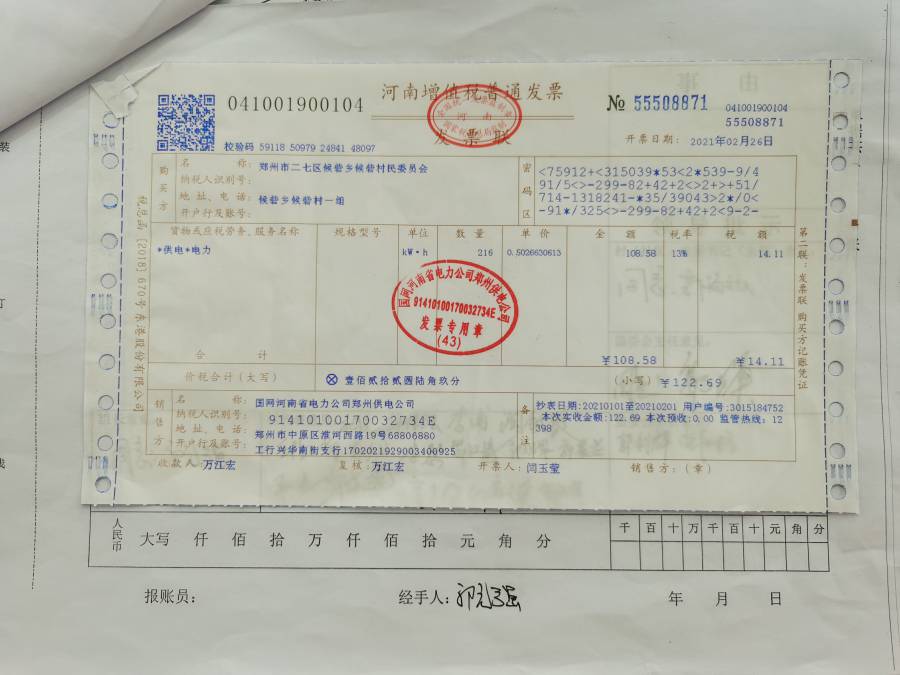 041001900104
河南增值税普通发票
发票联
№ 55508871
041001900104
55508871
校验码 59118 50979 24841 48097
开票日期： 2021年02月26日
购买方
名 称： 郑州市二七区候砦乡候砦村民委员会
纳税人识别号：
地 址、电 话： 候砦乡候砦村一组
开户行及账号：
密码区
<75912+<315039*53<2*539-9/4
91/5<>-299-82+42+2<>2+>+51/
714-1318241-*35/39043>2*/0<
-91*/325<>-299-82+42+2<9-2-
货物或应税劳务、服务名称 规格型号 单位 数 量 单 价 金 额 税率 税 额
*供电*电力 kW·h 216 0.5026630613 108.58 13% 14.11
合 计 ￥108.58 ￥14.11
价税合计（大写） ⊗ 壹佰贰拾贰圆陆角玖分 （小写）￥122.69
销售方
名 称： 国网河南省电力公司郑州供电公司
纳税人识别号： 91410100170032734E
地 址、电 话： 郑州市中原区淮河西路19号68806880
开户行及账号： 工行兴华南街支行1702021929003400925
备注
抄表日期:20210101至20210201 用户编号:3015184752
本次实收金额:122.69 本次预收:0.00 监管热线: 12
398
收款人： 万江宏 复核： 万江宏 开票人： 闫玉莹 销售方：（章）
国网河南省电力公司郑州供电公司
91410100170032734E
发票专用章
(43)
河南
税总函〔2018〕670号
第二联：发票联 购买方记账凭证
人民币 大写 仟 佰 拾 万 仟 佰 拾 元 角 分
千 百 十 万 千 百 十 元 角 分
报账员： 经手人： 年 月 日